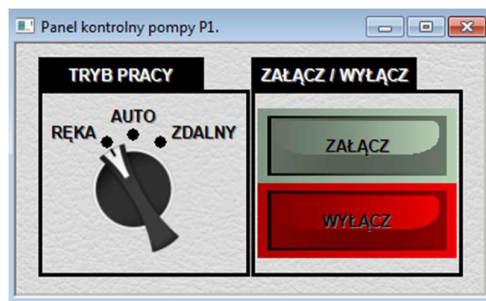 Panel kontrolny pompy P1.
TRYB PRACY
ZAŁĄCZ / WYŁĄCZ
AUTO
RĘKA
ZDALNY
ZAŁĄCZ
WYŁĄCZ